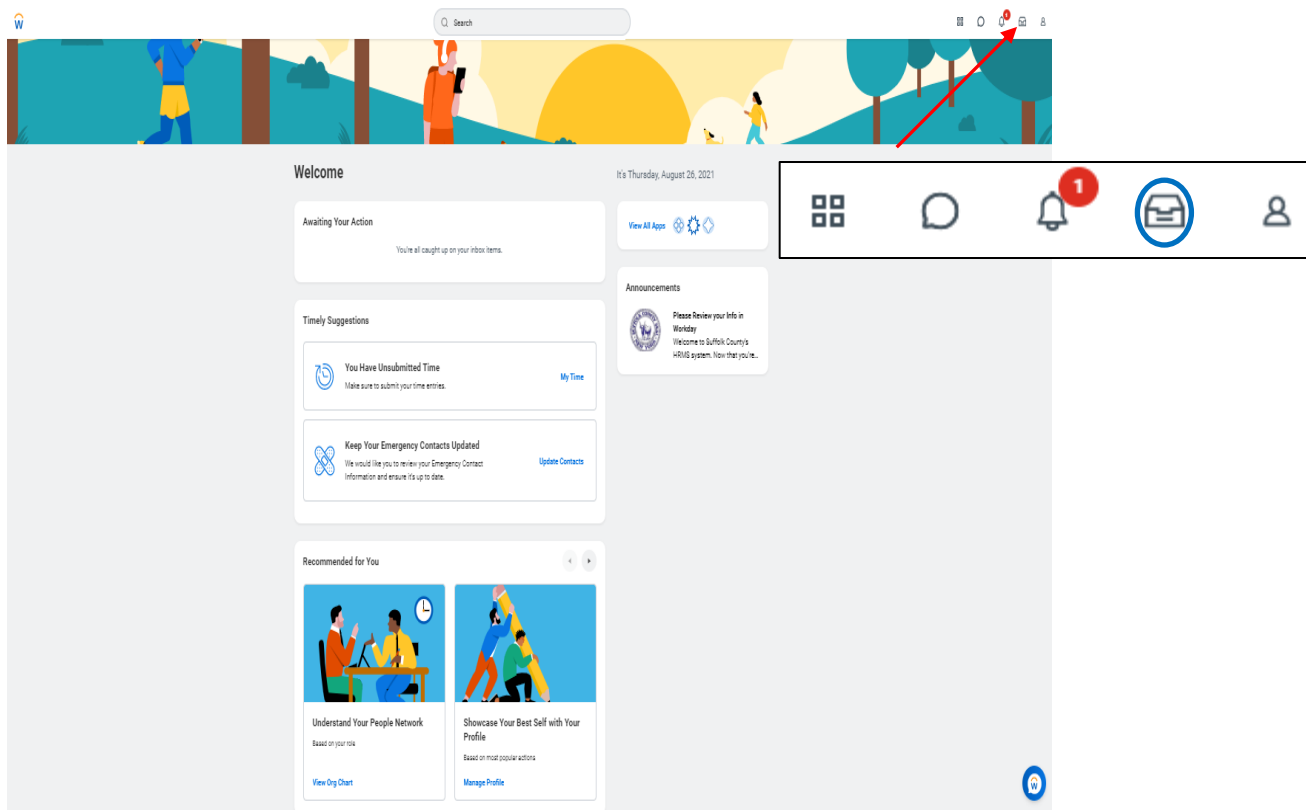 W
Search
Welcome
It's Thursday, August 26, 2021
Awaiting Your Action
You're all caught up on your inbox items.
View All Apps
1
Announcements
Please Review your Info in
Workday
Welcome to Suffolk County's
HRMS system. Now that you're...
Timely Suggestions
You Have Unsubmitted Time
Make sure to submit your time entries.
My Time
Keep Your Emergency Contacts Updated
We would like you to review your Emergency Contact
Information and ensure it's up to date.
Update Contacts
Recommended for You
Understand Your People Network
Based on your role
View Org Chart
Showcase Your Best Self with Your
Profile
Based on most popular actions
Manage Profile
W